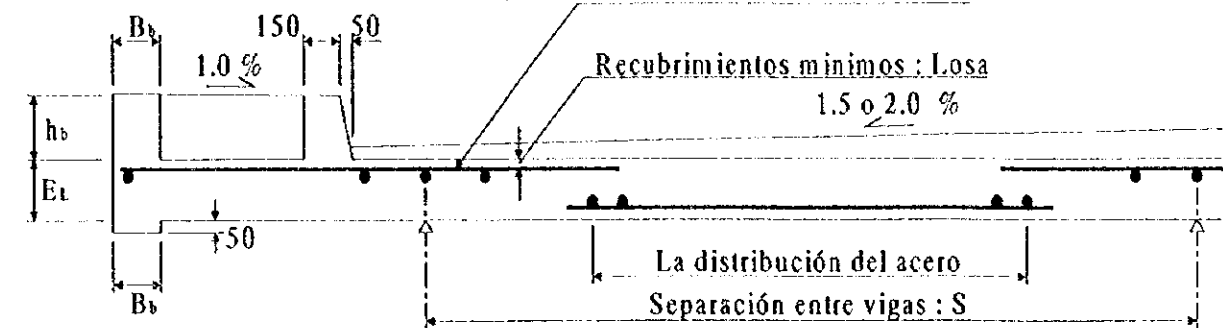 Bb 150 50
1.0 %
Recubrimientos minimos : Losa
1.5 o 2.0 %
hb
EL
50
La distribución del acero
Bb
Separación entre vigas : S